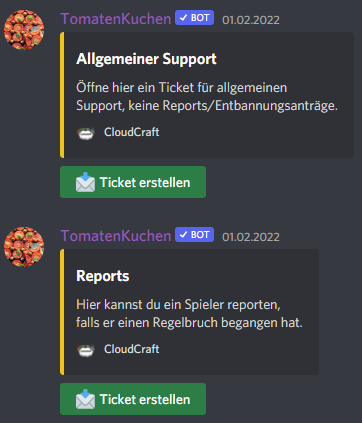 TomatenKuchen ✓ BOT 01.02.2022
Allgemeiner Support
Öffne hier ein Ticket für allgemeinen
Support, keine Reports/Entbannungsanträge.
CloudCraft
Ticket erstellen
TomatenKuchen ✓ BOT 01.02.2022
Reports
Hier kannst du ein Spieler reporten,
falls er einen Regelbruch begangen hat.
CloudCraft
Ticket erstellen